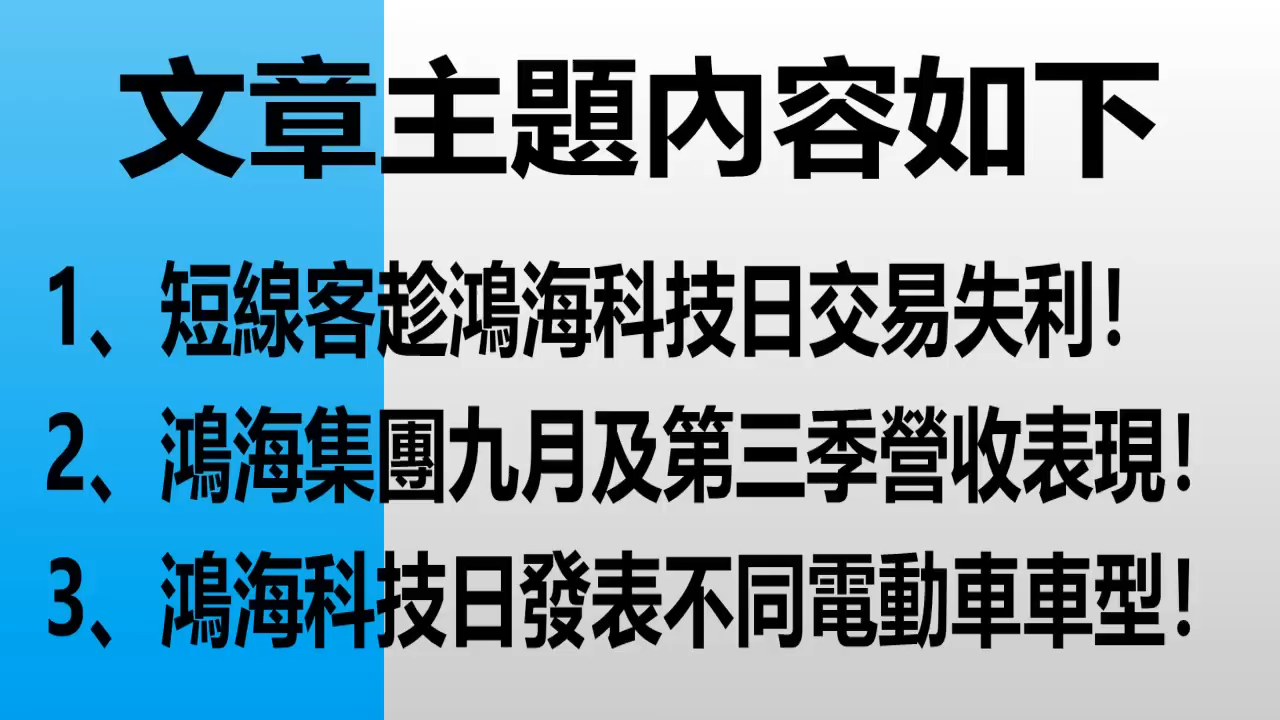 文章主題內容如下
1、短線客趁鴻海科技日交易失利!
2、鴻海集團九月及第三季營收表現!
3、鴻海科技日發表不同電動車車型!